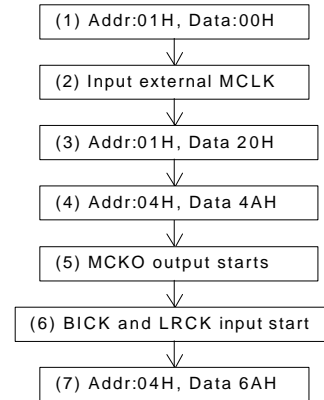 (1) Addr:01H, Data:00H
(2) Input external MCLK
(3) Addr:01H, Data 20H
(4) Addr:04H, Data 4AH
(5) MCKO output starts
(6) BICK and LRCK input start
(7) Addr:04H, Data 6AH